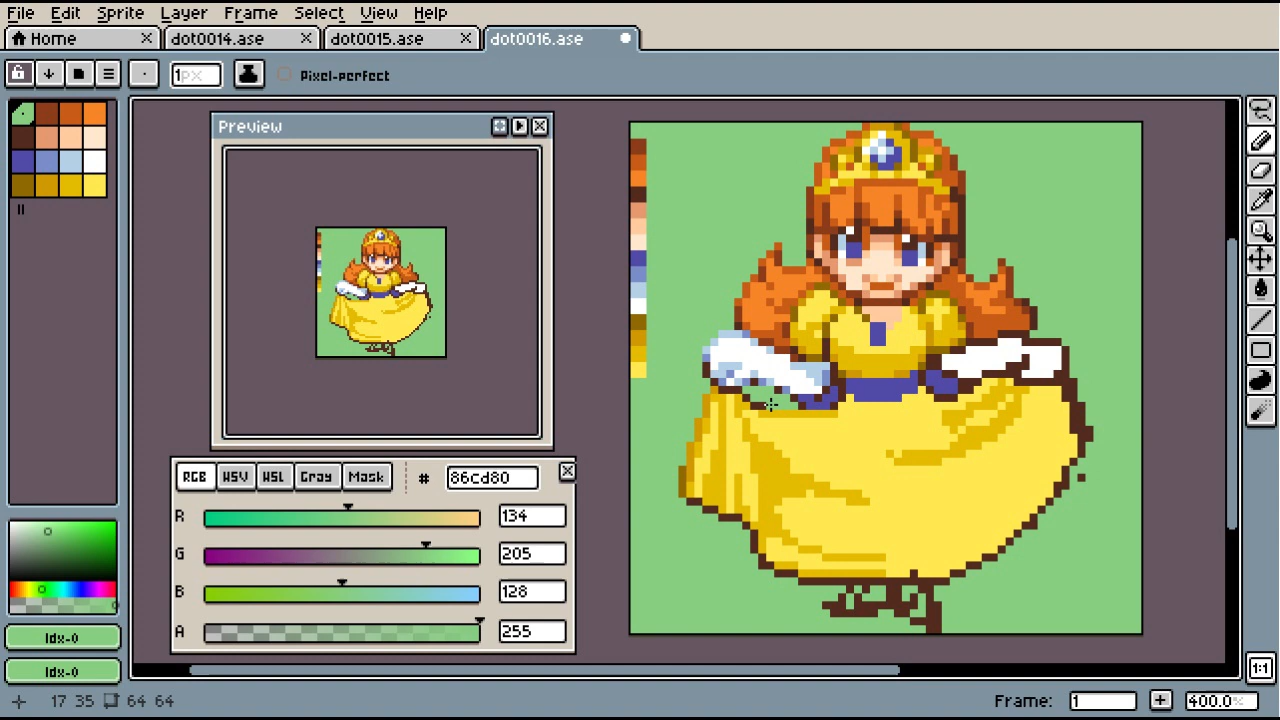 File Edit Sprite Layer Frame Select View Help
Home dot0014.ase dot0015.ase dot0016.ase
1px Pixel-perfect
Preview
RGB HSV HSL Gray Mask # 86cd80
R 134
G 205
B 128
A 255
Idx-0
Idx-0
1:1
17 35 64 64 Frame: 1 400.0%